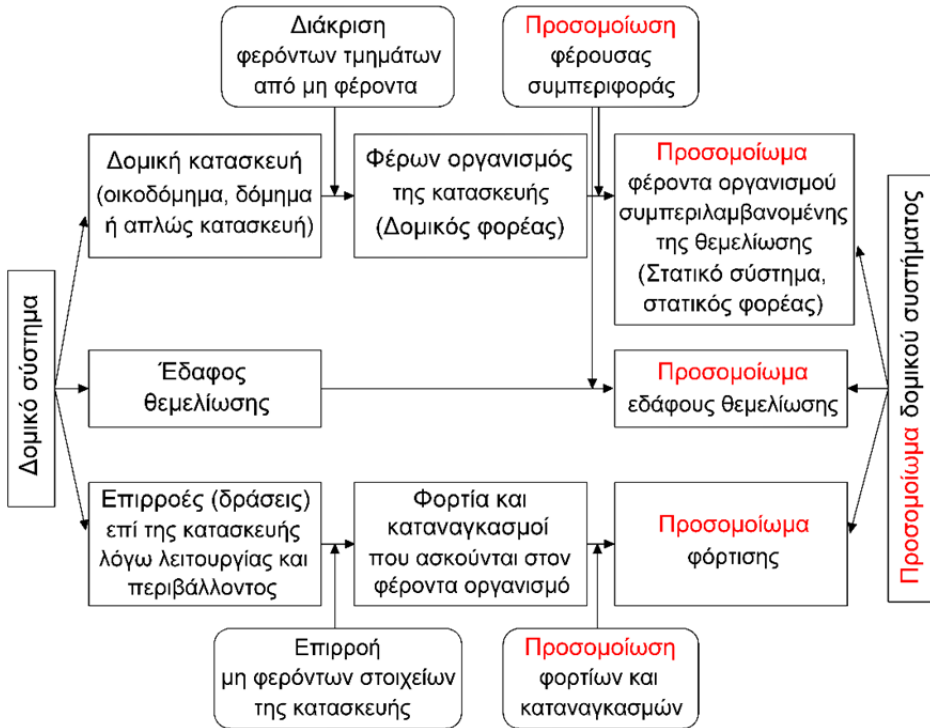 Διάκριση
φερόντων τμημάτων
από μη φέροντα
Προσομοίωση
φέρουσας
συμπεριφοράς
Δομικό σύστημα
Δομική κατασκευή
(οικοδόμημα, δόμημα
ή απλώς κατασκευή)
Φέρων οργανισμός
της κατασκευής
(Δομικός φορέας)
Προσομοίωμα
φέροντα οργανισμού
συμπεριλαμβανομένης
της θεμελίωσης
(Στατικό σύστημα,
στατικός φορέας)
Προσομοίωμα δομικού συστήματος
Έδαφος
θεμελίωσης
Προσομοίωμα
εδάφους θεμελίωσης
Επιρροές (δράσεις)
επί της κατασκευής
λόγω λειτουργίας και
περιβάλλοντος
Φορτία και
καταναγκασμοί
που ασκούνται στον
φέροντα οργανισμό
Προσομοίωμα
φόρτισης
Επιρροή
μη φερόντων στοιχείων
της κατασκευής
Προσομοίωση
φορτίων και
καταναγκασμών